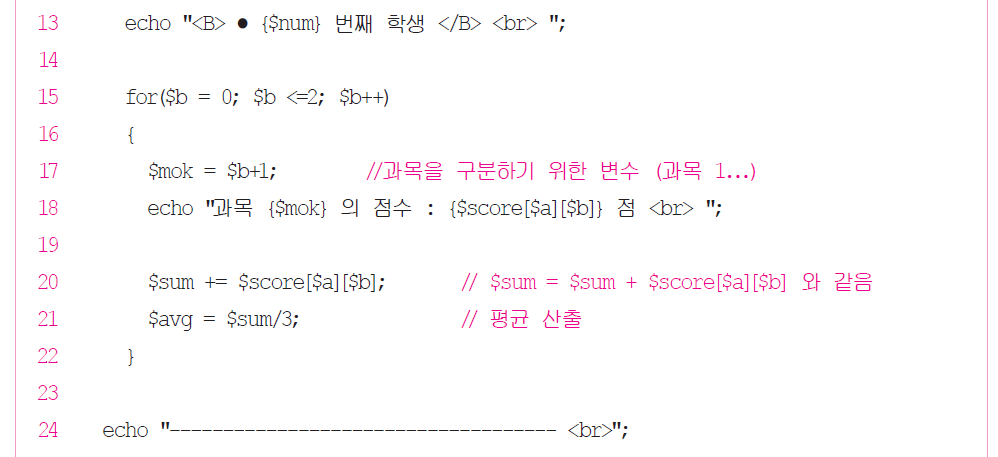 13 echo "<B> ● {$num} 번째 학생 </B> <br> ";
14
15 for($b = 0; $b <=2; $b++)
16 {
17 $mok = $b+1; //과목을 구분하기 위한 변수 (과목 1...)
18 echo "과목 {$mok} 의 점수 : {$score[$a][$b]} 점 <br> ";
19
20 $sum += $score[$a][$b]; // $sum = $sum + $score[$a][$b] 와 같음
21 $avg = $sum/3; // 평균 산출
22 }
23
24 echo "------------------------------------ <br>";